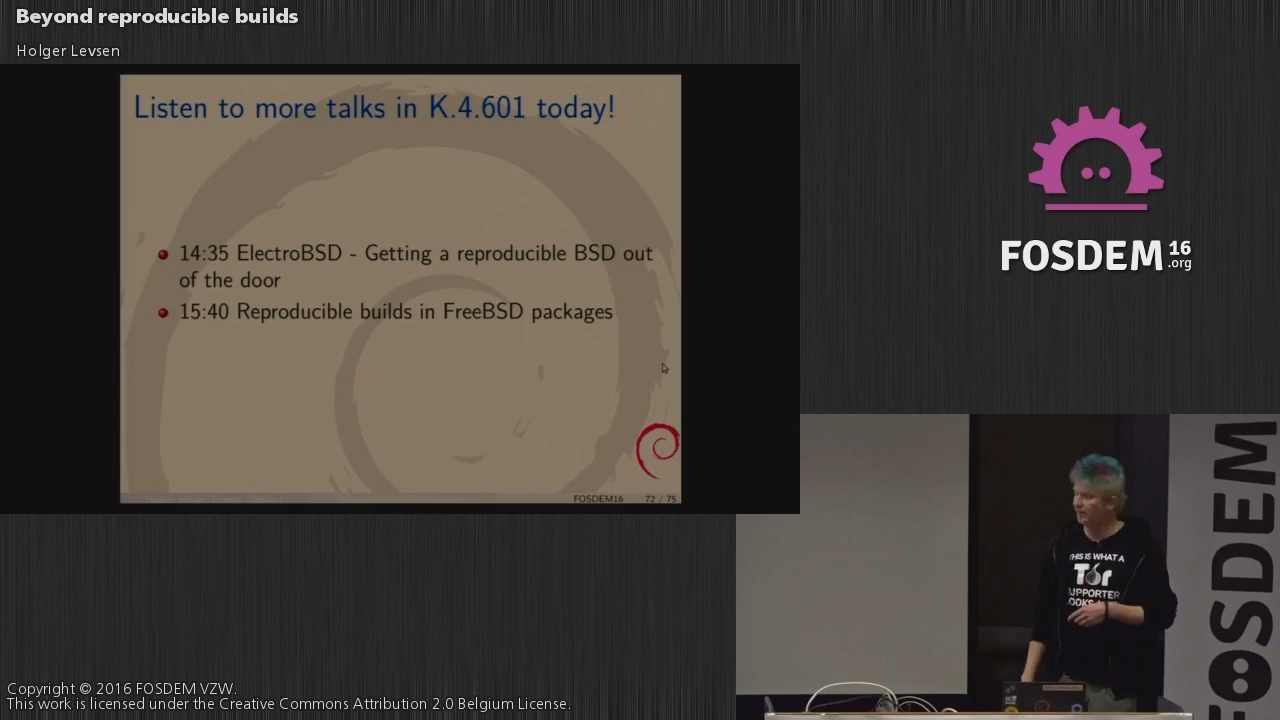 Beyond reproducible builds
Holger Levsen
Listen to more talks in K.4.601 today!
14:35 ElectroBSD - Getting a reproducible BSD out
of the door
15:40 Reproducible builds in FreeBSD packages
FOSDEM16 72 / 75
FOSDEM 16
.org
THIS IS WHAT A
Tor
SUPPORTER
LOOKS
FOSDEM
Copyright © 2016 FOSDEM VZW.
This work is licensed under the Creative Commons Attribution 2.0 Belgium License.